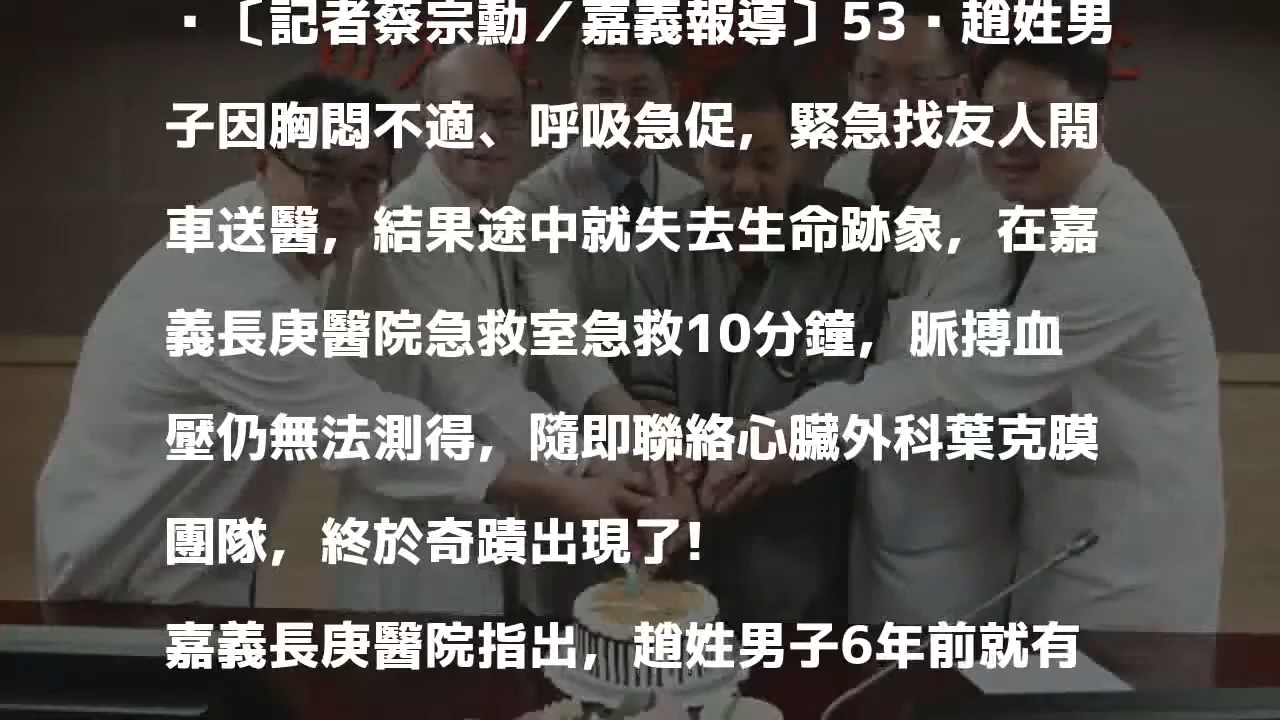 ·〔記者蔡宗勳／嘉義報導〕53·趙姓男
子因胸悶不適、呼吸急促，緊急找友人開
車送醫，結果途中就失去生命跡象，在嘉
義長庚醫院急救室急救10分鐘，脈搏血
壓仍無法測得，隨即聯絡心臟外科葉克膜
團隊，終於奇蹟出現了!
嘉義長庚醫院指出，趙姓男子6年前就有